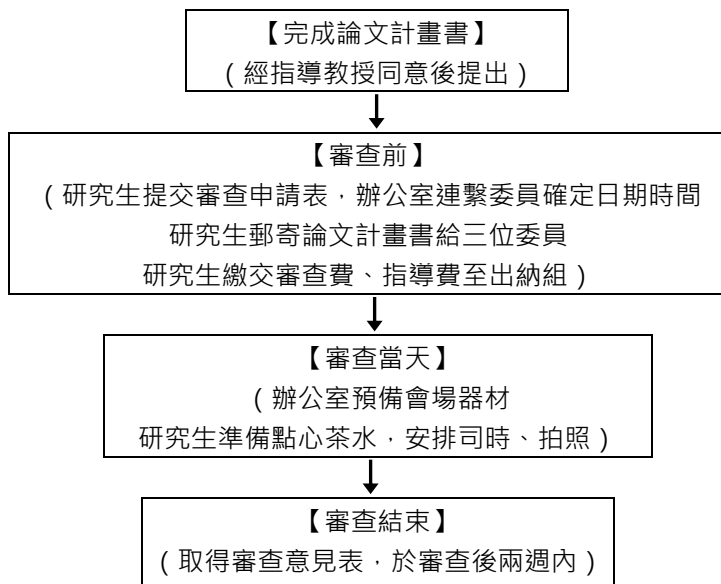 【完成論文計畫書】
（經指導教授同意後提出）
【審查前】
（研究生提交審查申請表，辦公室連繫委員確定日期時間
研究生郵寄論文計畫書給三位委員
研究生繳交審查費、指導費至出納組）
【審查當天】
（辦公室預備會場器材
研究生準備點心茶水，安排司時、拍照）
【審查結束】
（取得審查意見表，於審查後兩週內）